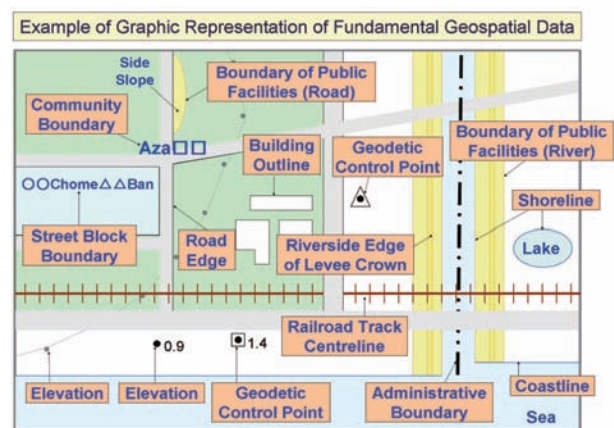 Example of Graphic Representation of Fundamental Geospatial Data
Side
Slope
Boundary of Public
Facilities (Road)
Community
Boundary
Aza□□
Building
Outline
Geodetic
Control Point
Boundary of Public
Facilities (River)
○○Chome△△Ban
Street Block
Boundary
Road
Edge
Riverside Edge
of Levee Crown
Shoreline
Lake
Railroad Track
Centreline
0.9
1.4
Elevation
Elevation
Geodetic
Control Point
Administrative
Boundary
Coastline
Sea